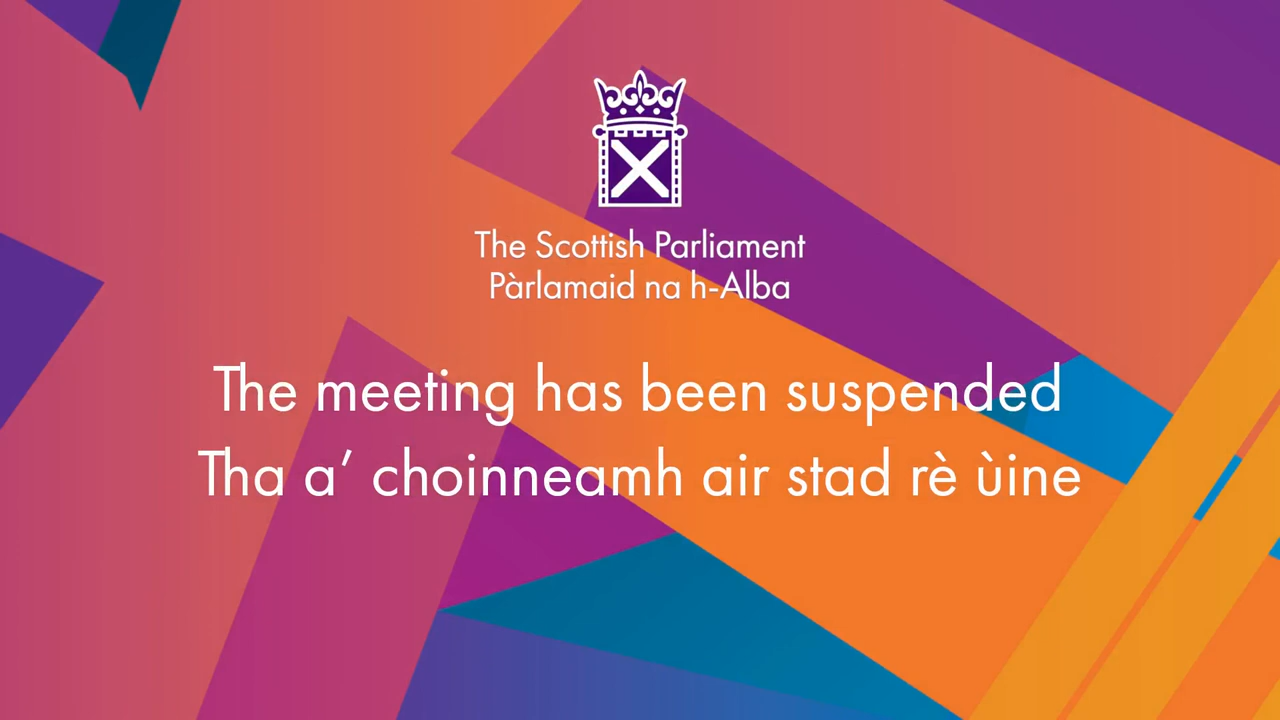 The Scottish Parliament
Pàrlamaid na h-Alba
The meeting has been suspended
Tha a’ choinneamh air stad rè ùine